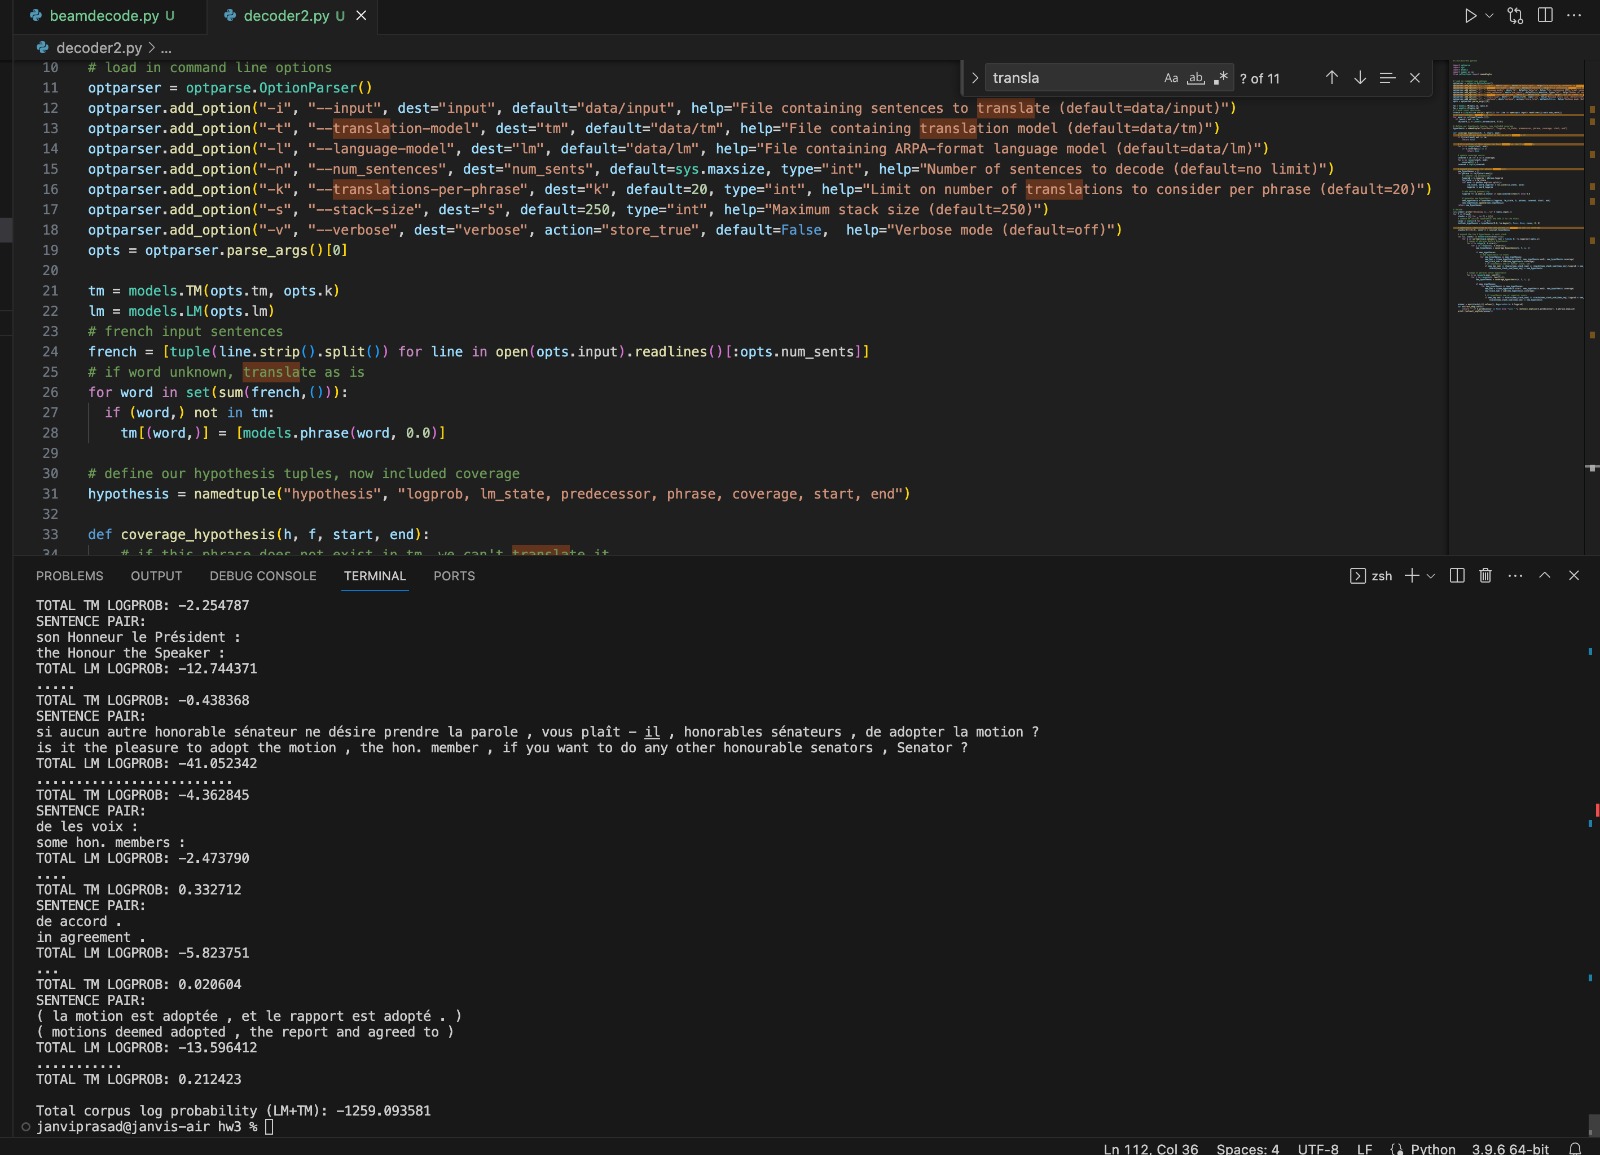 beamdecode.py U
decoder2.py U
decoder2.py > ...
transla Aa ab .* ? of 11
10 # load in command line options
11 optparser = optparse.OptionParser()
12 optparser.add_option("-i", "--input", dest="input", default="data/input", help="File containing sentences to translate (default=data/input)")
13 optparser.add_option("-t", "--translation-model", dest="tm", default="data/tm", help="File containing translation model (default=data/tm)")
14 optparser.add_option("-l", "--language-model", dest="lm", default="data/lm", help="File containing ARPA-format language model (default=data/lm)")
15 optparser.add_option("-n", "--num_sentences", dest="num_sents", default=sys.maxsize, type="int", help="Number of sentences to decode (default=no limit)")
16 optparser.add_option("-k", "--translations-per-phrase", dest="k", default=20, type="int", help="Limit on number of translations to consider per phrase (default=20)")
17 optparser.add_option("-s", "--stack-size", dest="s", default=250, type="int", help="Maximum stack size (default=250)")
18 optparser.add_option("-v", "--verbose", dest="verbose", action="store_true", default=False,  help="Verbose mode (default=off)")
19 opts = optparser.parse_args()[0]
20
21 tm = models.TM(opts.tm, opts.k)
22 lm = models.LM(opts.lm)
23 # french input sentences
24 french = [tuple(line.strip().split()) for line in open(opts.input).readlines()[:opts.num_sents]]
25 # if word unknown, translate as is
26 for word in set(sum(french,())):
27   if (word,) not in tm:
28     tm[(word,)] = [models.phrase(word, 0.0)]
29
30 # define our hypothesis tuples, now included coverage
31 hypothesis = namedtuple("hypothesis", "logprob, lm_state, predecessor, phrase, coverage, start, end")
32
33 def coverage_hypothesis(h, f, start, end):
34     # if this phrase does not exist in tm, we can't translate it
PROBLEMS OUTPUT DEBUG CONSOLE TERMINAL PORTS zsh
TOTAL TM LOGPROB: -2.254787
SENTENCE PAIR:
son Honneur le Président :
the Honour the Speaker :
TOTAL LM LOGPROB: -12.744371
.....
TOTAL TM LOGPROB: -0.438368
SENTENCE PAIR:
si aucun autre honorable sénateur ne désire prendre la parole , vous plaît - il , honorables sénateurs , de adopter la motion ?
is it the pleasure to adopt the motion , the hon. member , if you want to do any other honourable senators , Senator ?
TOTAL LM LOGPROB: -41.052342
.........................
TOTAL TM LOGPROB: -4.362845
SENTENCE PAIR:
de les voix :
some hon. members :
TOTAL LM LOGPROB: -2.473790
....
TOTAL TM LOGPROB: 0.332712
SENTENCE PAIR:
de accord .
in agreement .
TOTAL LM LOGPROB: -5.823751
...
TOTAL TM LOGPROB: 0.020604
SENTENCE PAIR:
( la motion est adoptée , et le rapport est adopté . )
( motions deemed adopted , the report and agreed to )
TOTAL LM LOGPROB: -13.596412
...........
TOTAL TM LOGPROB: 0.212423
Total corpus log probability (LM+TM): -1259.093581
janviprasad@janvis-air hw3 %
Ln 112, Col 36 Spaces: 4 UTF-8 LF Python 3.9.6 64-bit